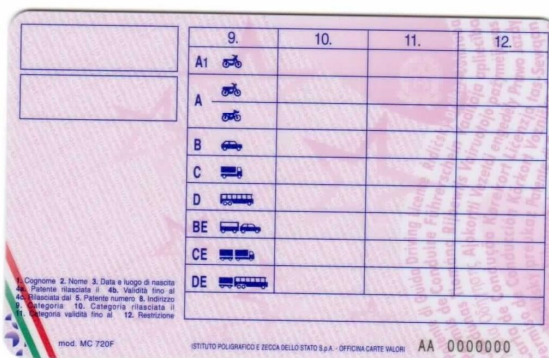 9. 10. 11. 12.
A1
A
B
C
D
BE
CE
DE
1. Cognome 2. Nome 3. Data e luogo di nascita
4a. Patente rilasciata il 4b. Validità fino al
4c. Rilasciata dal 5. Patente numero 8. Indirizzo
9. Categoria 10. Categoria rilasciata il
11. Categoria valida fino al 12. Restrizione
mod. MC 720F
ISTITUTO POLIGRAFICO E ZECCA DELLO STATO S.p.A. - OFFICINA CARTE VALORI AA 0000000